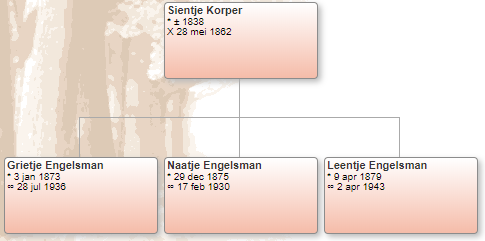 Sientje Korper
* ± 1838
X 28 mei 1862
Grietje Engelsman
* 3 jan 1873
∞ 28 jul 1936
Naatje Engelsman
* 29 dec 1875
∞ 17 feb 1930
Leentje Engelsman
* 9 apr 1879
∞ 2 apr 1943